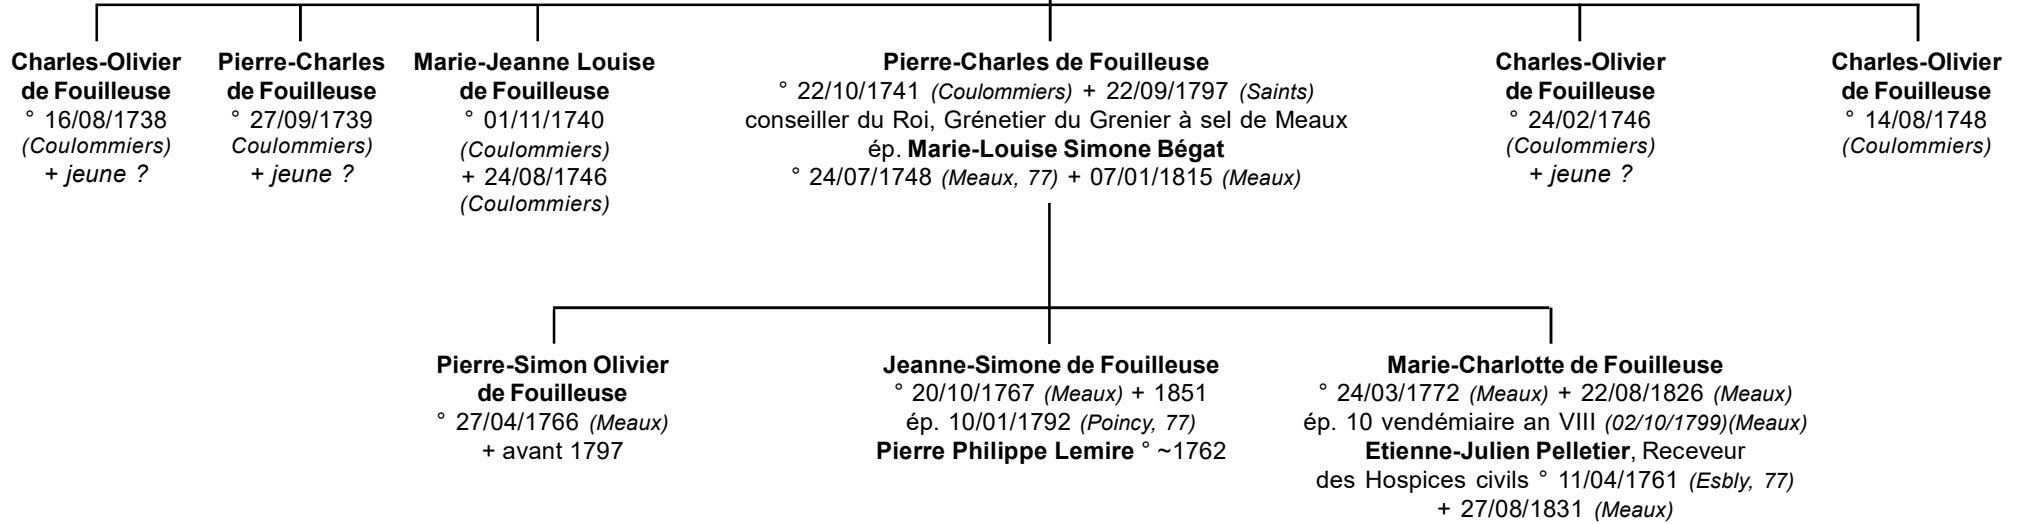 Charles-Olivier
de Fouilleuse
° 16/08/1738
(Coulommiers)
+ jeune ?
Pierre-Charles
de Fouilleuse
° 27/09/1739
Coulommiers)
+ jeune ?
Marie-Jeanne Louise
de Fouilleuse
° 01/11/1740
(Coulommiers)
+ 24/08/1746
(Coulommiers)
Pierre-Charles de Fouilleuse
° 22/10/1741 (Coulommiers) + 22/09/1797 (Saints)
conseiller du Roi, Grénetier du Grenier à sel de Meaux
ép. Marie-Louise Simone Bégat
° 24/07/1748 (Meaux, 77) + 07/01/1815 (Meaux)
Charles-Olivier
de Fouilleuse
° 24/02/1746
(Coulommiers)
+ jeune ?
Charles-Olivier
de Fouilleuse
° 14/08/1748
(Coulommiers)
Pierre-Simon Olivier
de Fouilleuse
° 27/04/1766 (Meaux)
+ avant 1797
Jeanne-Simone de Fouilleuse
° 20/10/1767 (Meaux) + 1851
ép. 10/01/1792 (Poincy, 77)
Pierre Philippe Lemire ° ~1762
Marie-Charlotte de Fouilleuse
° 24/03/1772 (Meaux) + 22/08/1826 (Meaux)
ép. 10 vendémiaire an VIII (02/10/1799)(Meaux)
Etienne-Julien Pelletier, Receveur
des Hospices civils ° 11/04/1761 (Esbly, 77)
+ 27/08/1831 (Meaux)